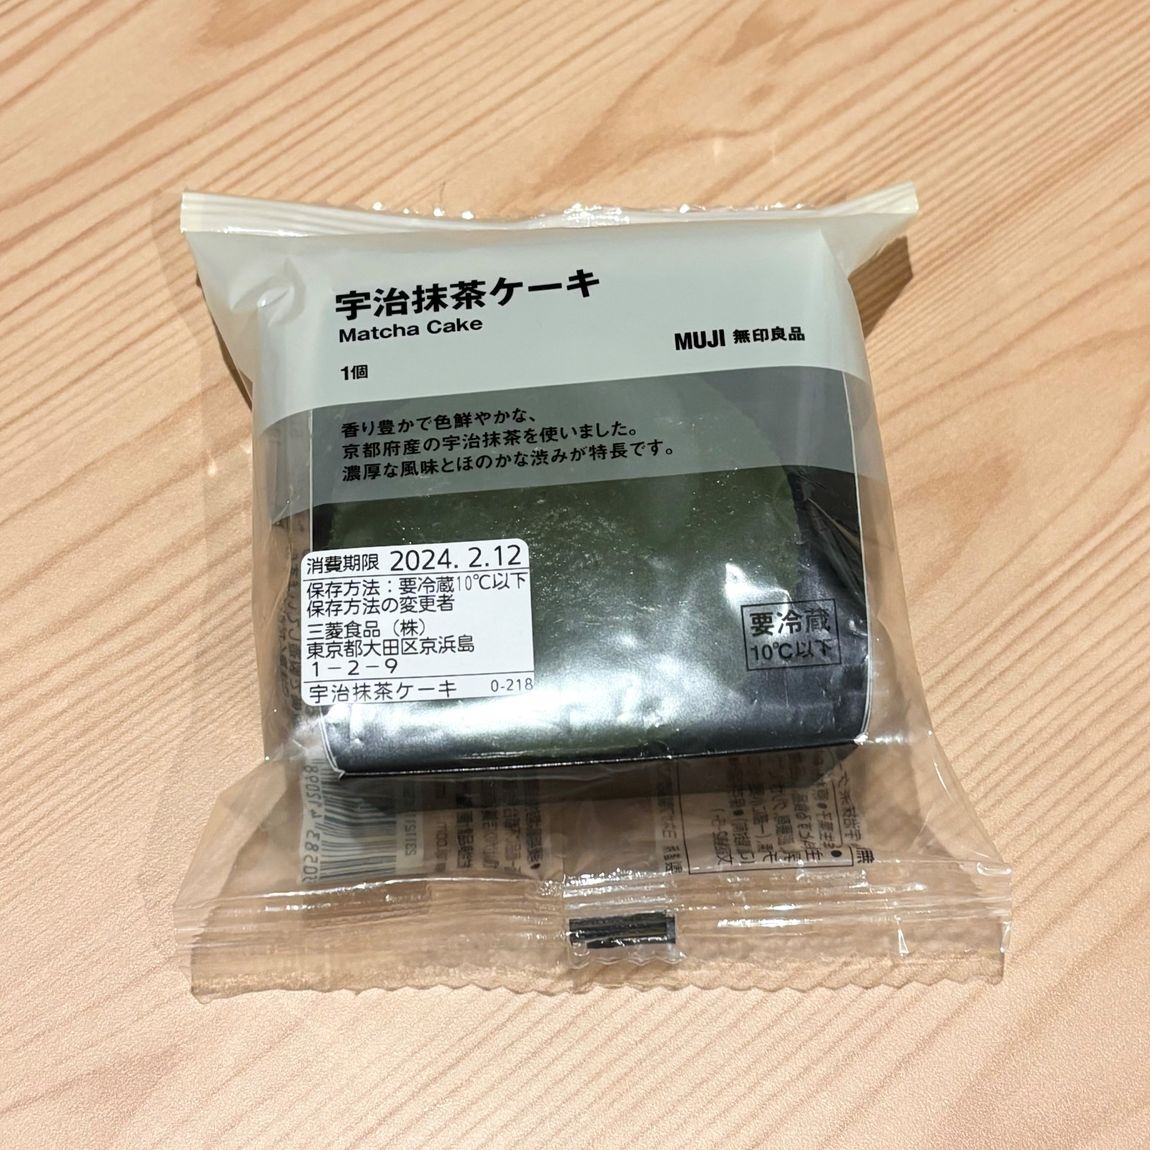 宇治抹茶ケーキ
Matcha Cake
MUJI 無印良品
1個
香り豊かで色鮮やかな、
京都府産の宇治抹茶を使いました。
濃厚な風味とほのかな渋みが特長です。
消費期限 2024. 2.12
保存方法：要冷蔵10℃以下
保存方法の変更者
三菱食品（株）
東京都大田区京浜島
1－2－9
宇治抹茶ケーキ 0-218
要冷蔵
10℃以下